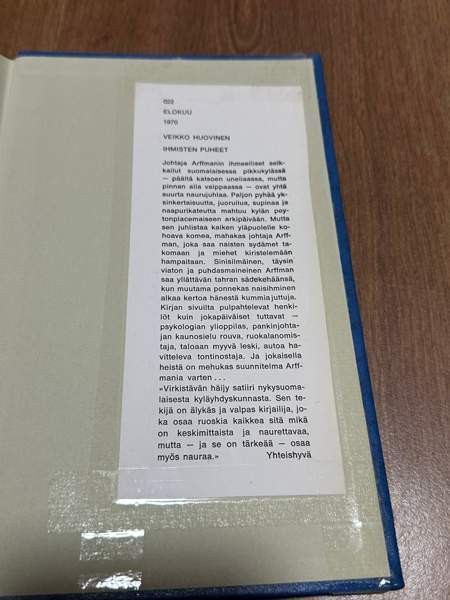 002
ELOKUU
1970
VEIKKO HUOVINEN
IHMISTEN PUHEET
Johtaja Arffmanin ihmeelliset seik-
kailut suomalaisessa pikkukylässä
— päältä katsoen uneliaassa, mutta
pinnan alla vaippaassa — ovat yhtä
suurta naurujuhlaa. Paljon pyhää yk-
sinkertaisuutta, juoruilua, supinaa ja
naapurikateutta mahtuu kylän pey-
tonplacemaiseen arkipäivään. Mutta
sen juhlistaa kaiken yläpuolelle ko-
hoava komea, mahakas johtaja Arff-
man, joka saa naisten sydämet ta-
komaan ja miehet kiristelemään
hampaitaan. Sinisilmäinen, täysin
viaton ja puhdasmaineinen Arffman
saa yllättävän tahran sädekehäänsä,
kun muutama ponnekas naisihminen
alkaa kertoa hänestä kummia juttuja.
Kirjan sivuilta pulpahtelevat henki-
löt kuin jokapäiväiset tuttavat —
psykologian ylioppilas, pankinjohta-
jan kaunosielu rouva, ruokalanomis-
taja, taloaan myyvä leski, autoa ha-
vitteleva tontinostaja. Ja jokaisella
heistä on mehukas suunnitelma Arff-
mania varten . . .
»Virkistävän häijy satiiri nykysuoma-
laisesta kyläyhdyskunnasta. Sen te-
kijä on älykäs ja valpas kirjailija, jo-
ka osaa ruoskia kaikkea sitä mikä
on keskimittaista ja naurettavaa,
mutta — ja se on tärkeää — osaa
myös nauraa.» Yhteishyvä